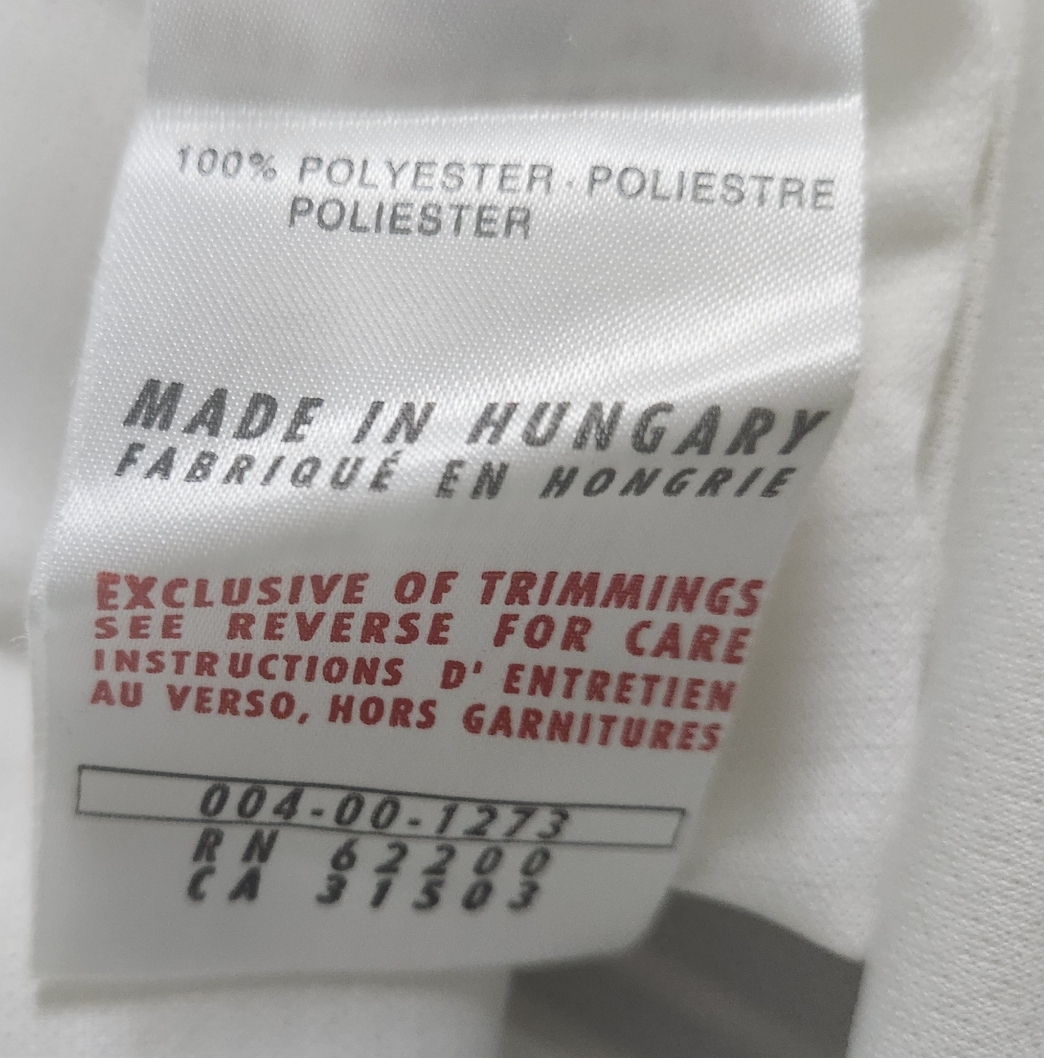 100% POLYESTER · POLIESTRE
POLIESTER
MADE IN HUNGARY
FABRIQUÉ EN HONGRIE
EXCLUSIVE OF TRIMMINGS
SEE REVERSE FOR CARE
INSTRUCTIONS D' ENTRETIEN
AU VERSO, HORS GARNITURES
004-00-1273
RN 62200
CA 31503